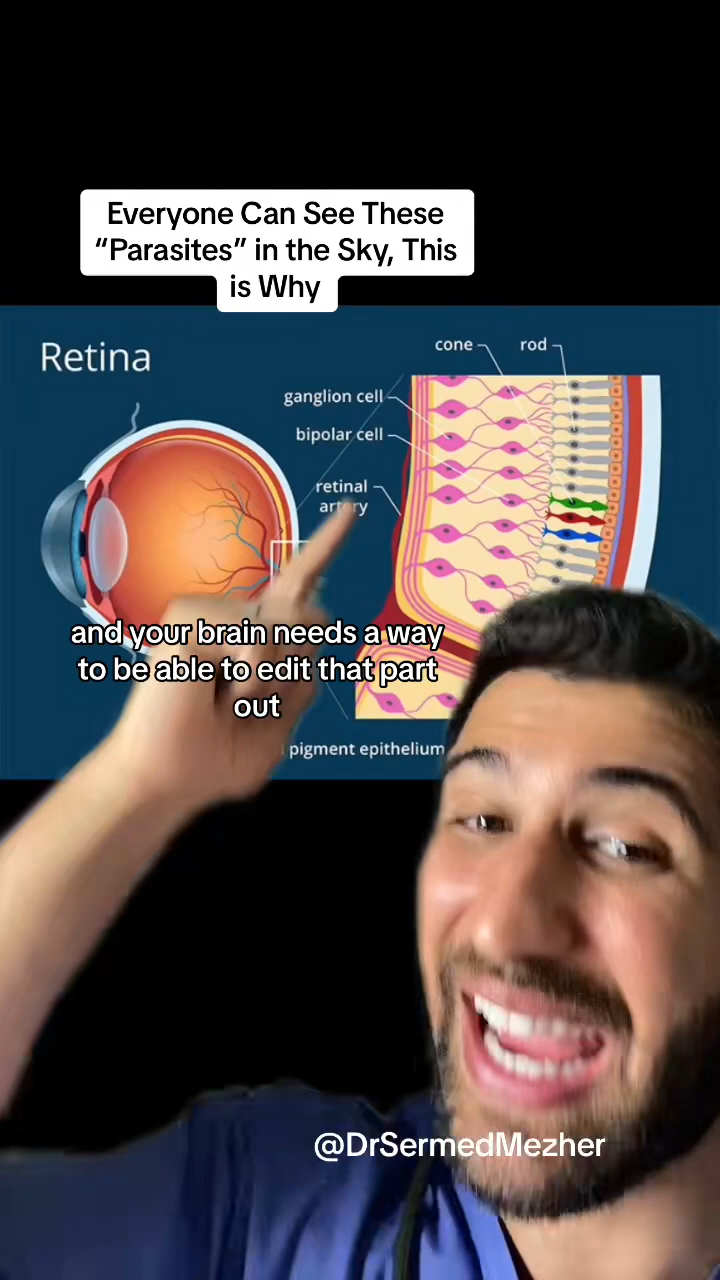 Everyone Can See These
“Parasites” in the Sky, This
is Why
Retina
cone
rod
ganglion cell
bipolar cell
retinal
artery
and your brain needs a way
to be able to edit that part
out
pigment epithelium
@DrSermedMezher